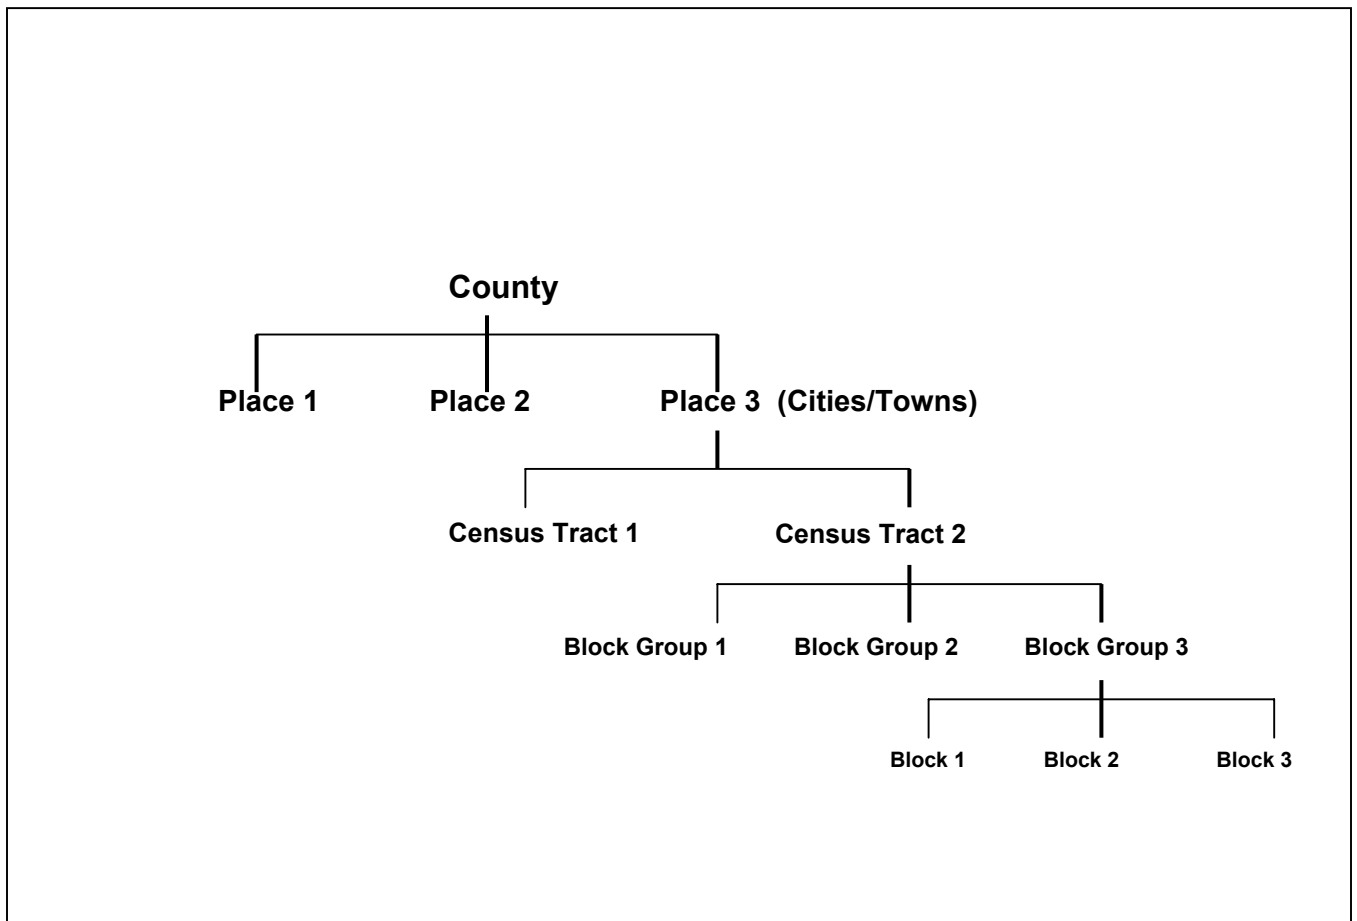 County
Place 1 Place 2 Place 3 (Cities/Towns)
Census Tract 1 Census Tract 2
Block Group 1 Block Group 2 Block Group 3
Block 1 Block 2 Block 3